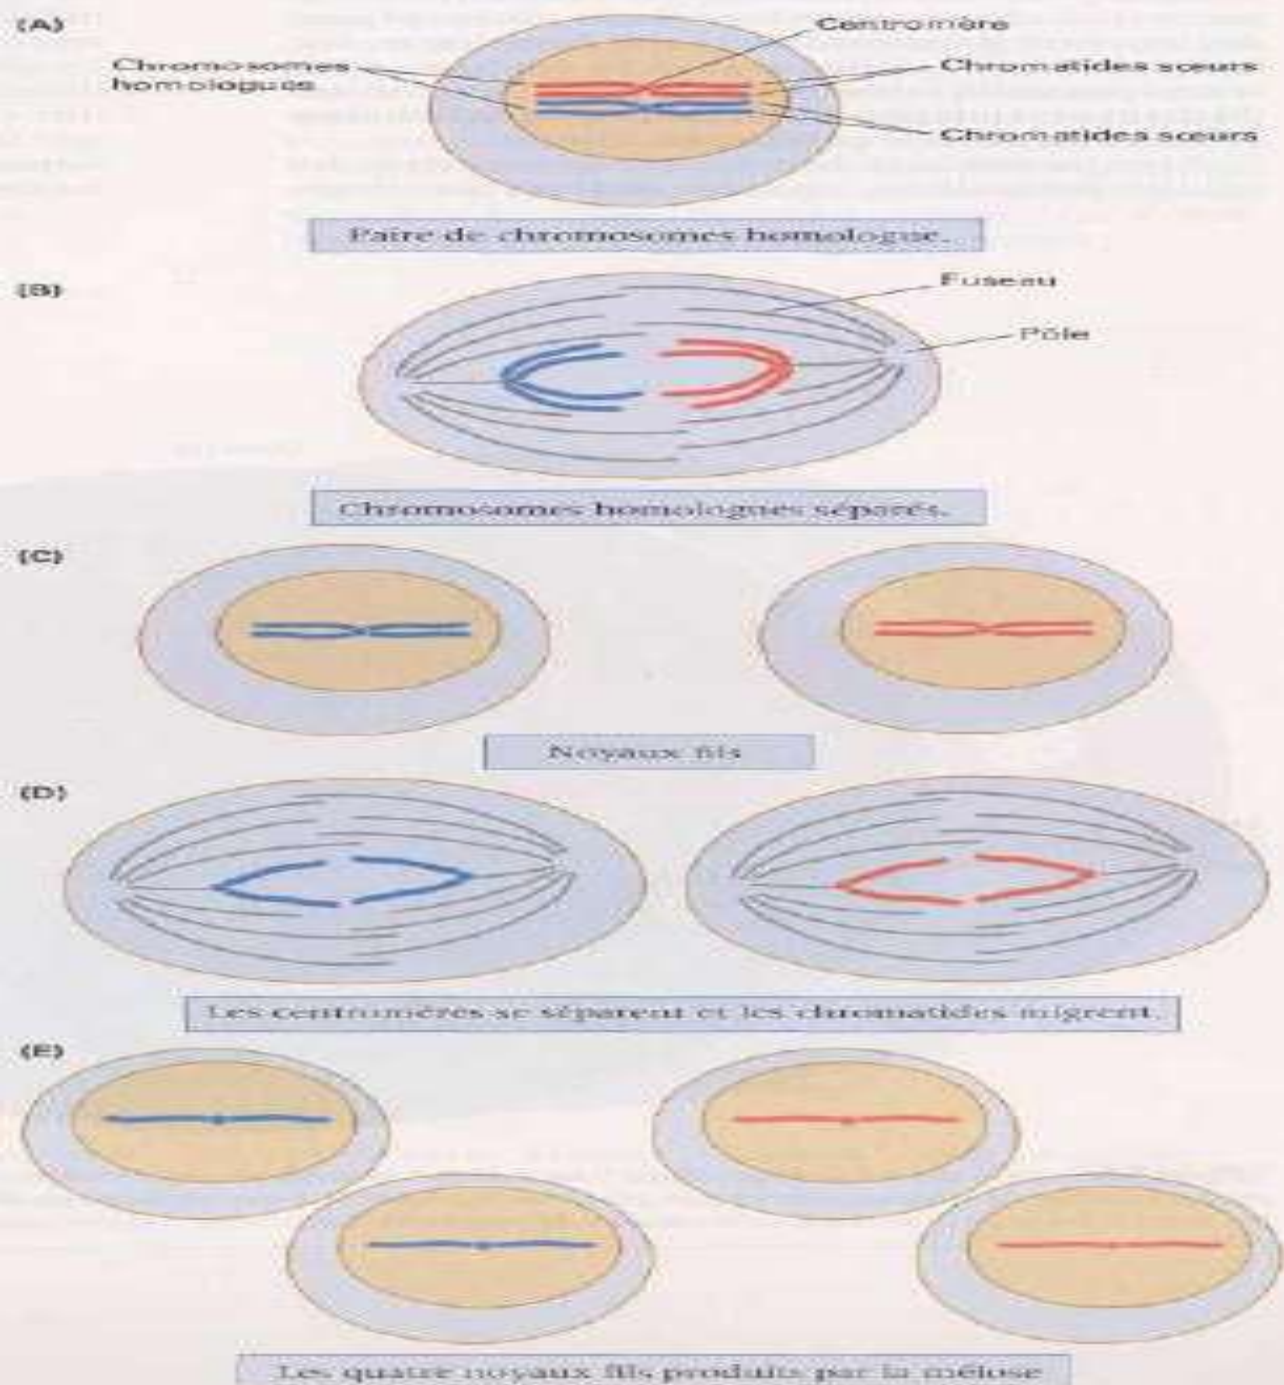 (A)
Centromère
Chromosomes
homologues
Chromatides sœurs
Chromatides sœurs
Paire de chromosomes homologue.
(B)
Fuseau
Pôle
Chromosomes homologues séparés.
(C)
Noyaux fils
(D)
Les centromères se séparent et les chromatides migrent.
(E)
Les quatre noyaux fils produits par la méiose